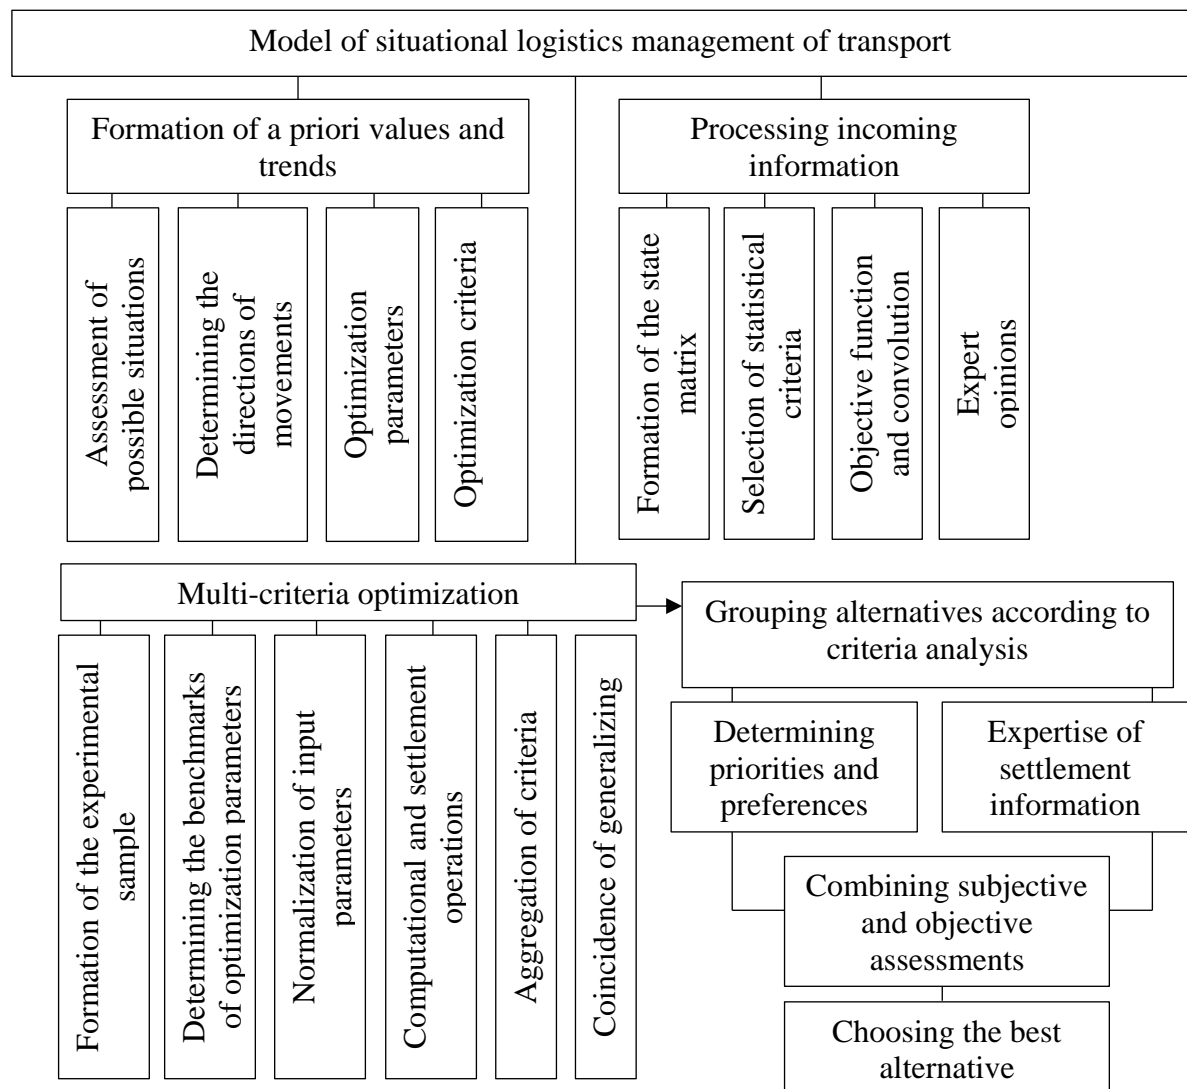 Model of situational logistics management of transport
Formation of a priori values and
trends
Processing incoming
information
Assessment of
possible situations
Determining the
directions of
movements
Optimization
parameters
Optimization criteria
Formation of the state
matrix
Selection of statistical
criteria
Objective function
and convolution
Expert
opinions
Multi-criteria optimization
Grouping alternatives according to
criteria analysis
Formation of the experimental
sample
Determining the benchmarks
of optimization parameters
Normalization of input
parameters
Computational and settlement
operations
Aggregation of criteria
Coincidence of generalizing
Determining
priorities and
preferences
Expertise of
settlement
information
Combining subjective
and objective
assessments
Choosing the best
alternative